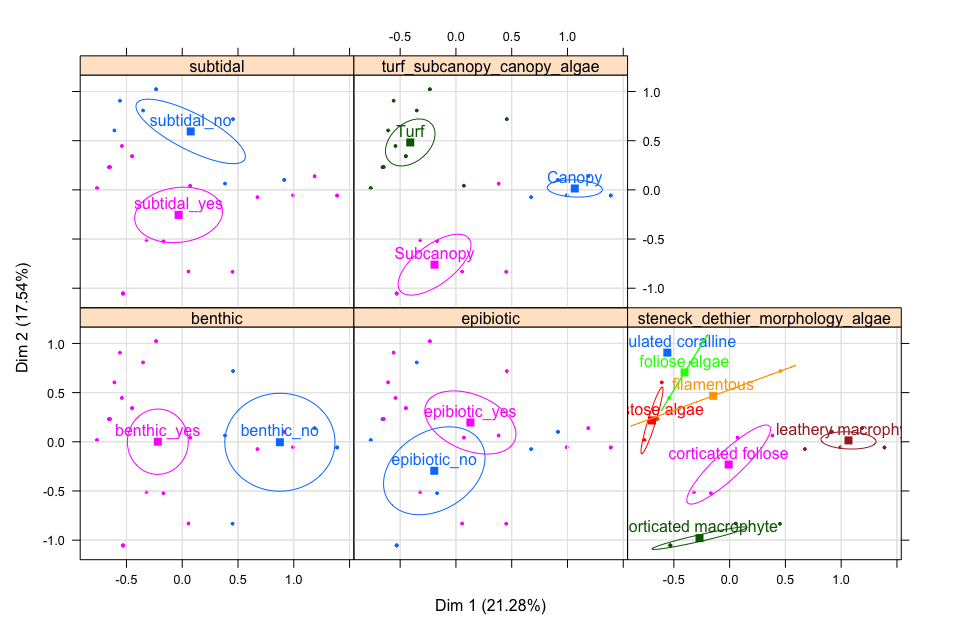 -0.5 0.0 0.5 1.0
subtidal turf_subcanopy_canopy_algae
1.0
0.5
0.0
-0.5
-1.0
subtidal_no
subtidal_yes
Turf
Canopy
Subcanopy
Dim 2 (17.54%)
benthic epibiotic steneck_dethier_morphology_algae
1.0
0.5
0.0
-0.5
-1.0
benthic_yes
benthic_no
epibiotic_yes
epibiotic_no
ulated coralline
foliose algae
filamentous
stose algae
leathery macrophy
corticated foliose
orticated macrophyte
-0.5 0.0 0.5 1.0
-0.5 0.0 0.5 1.0
Dim 1 (21.28%)